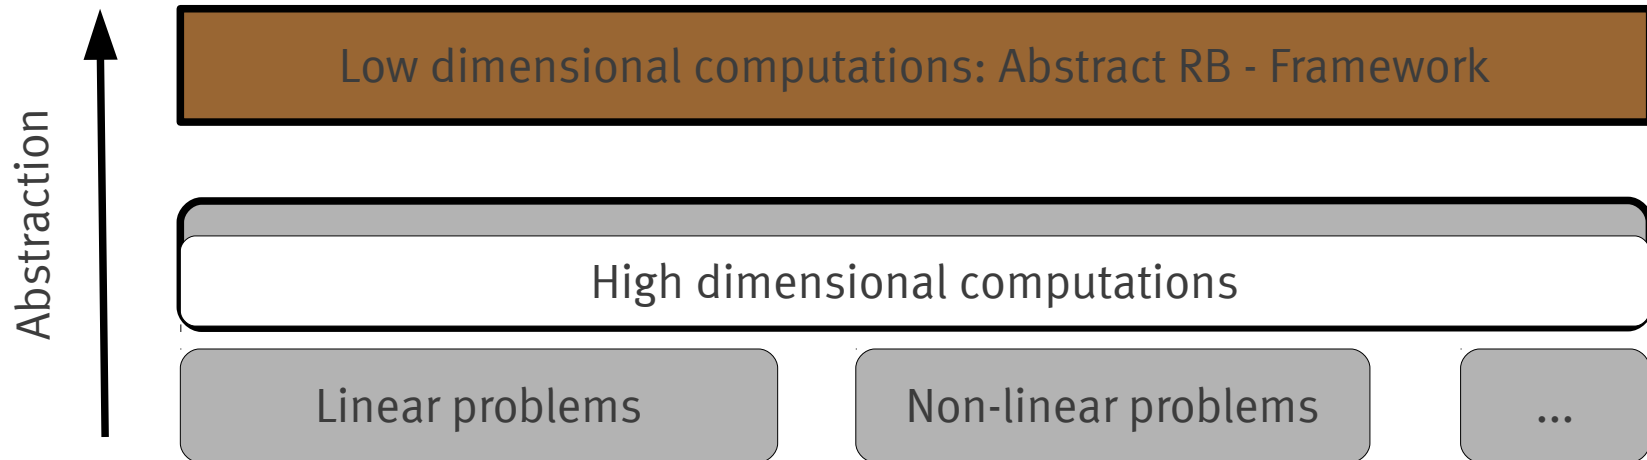 Low dimensional computations: Abstract RB - Framework
Abstraction
High dimensional computations
Linear problems
Non-linear problems
...